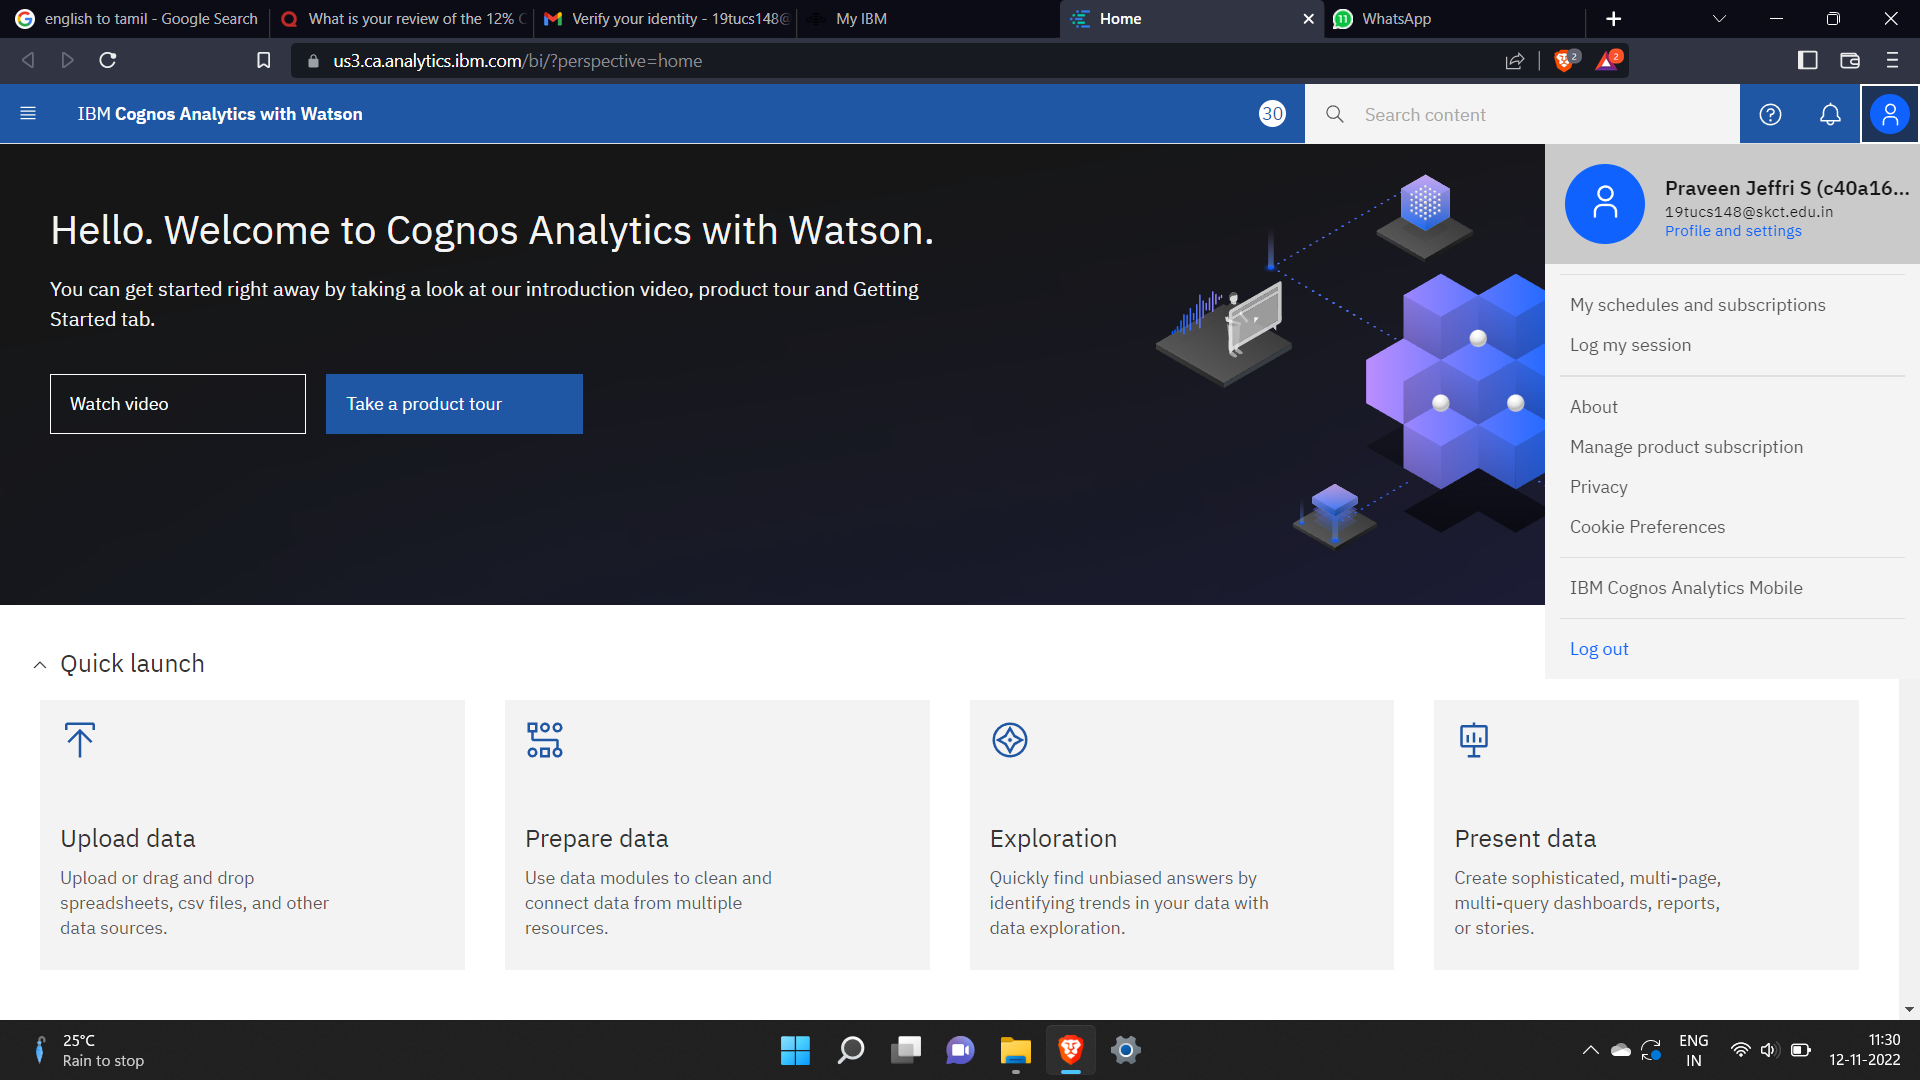 english to tamil - Google Search
What is your review of the 12%
Verify your identity - 19tucs148@
My IBM
Home
WhatsApp
us3.ca.analytics.ibm.com/bi/?perspective=home
2
2
IBM Cognos Analytics with Watson
30
Search content
Hello. Welcome to Cognos Analytics with Watson.
You can get started right away by taking a look at our introduction video, product tour and Getting
Started tab.
Watch video
Take a product tour
Praveen Jeffri S (c40a16...
19tucs148@skct.edu.in
Profile and settings
My schedules and subscriptions
Log my session
About
Manage product subscription
Privacy
Cookie Preferences
IBM Cognos Analytics Mobile
Log out
Quick launch
Upload data
Upload or drag and drop
spreadsheets, csv files, and other
data sources.
Prepare data
Use data modules to clean and
connect data from multiple
resources.
Exploration
Quickly find unbiased answers by
identifying trends in your data with
data exploration.
Present data
Create sophisticated, multi-page,
multi-query dashboards, reports,
or stories.
25°C
Rain to stop
ENG
IN
11:30
12-11-2022